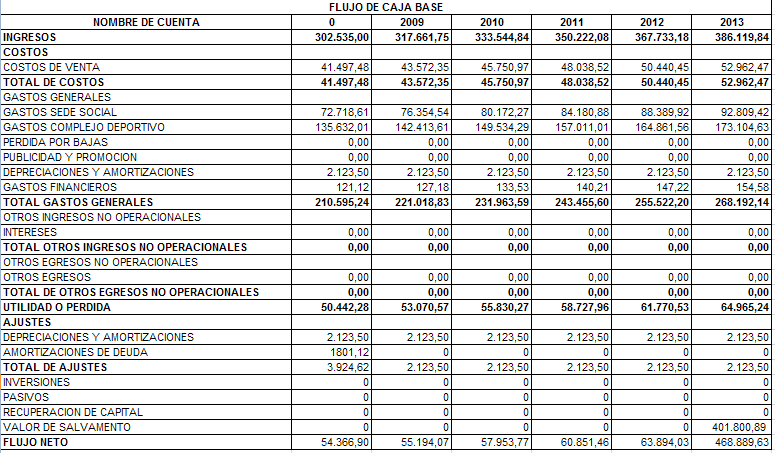 FLUJO DE CAJA BASE
NOMBRE DE CUENTA 0 2009 2010 2011 2012 2013
INGRESOS 302.535,00 317.661,75 333.544,84 350.222,08 367.733,18 386.119,84
COSTOS
COSTOS DE VENTA 41.497,48 43.572,35 45.750,97 48.038,52 50.440,45 52.962,47
TOTAL DE COSTOS 41.497,48 43.572,35 45.750,97 48.038,52 50.440,45 52.962,47
GASTOS GENERALES
GASTOS SEDE SOCIAL 72.718,61 76.354,54 80.172,27 84.180,88 88.389,92 92.809,42
GASTOS COMPLEJO DEPORTIVO 135.632,01 142.413,61 149.534,29 157.011,01 164.861,56 173.104,63
PERDIDA POR BAJAS 0,00 0,00 0,00 0,00 0,00 0,00
PUBLICIDAD Y PROMOCION 0,00 0,00 0,00 0,00 0,00 0,00
DEPRECIACIONES Y AMORTIZACIONES 2.123,50 2.123,50 2.123,50 2.123,50 2.123,50 2.123,50
GASTOS FINANCIEROS 121,12 127,18 133,53 140,21 147,22 154,58
TOTAL GASTOS GENERALES 210.595,24 221.018,83 231.963,59 243.455,60 255.522,20 268.192,14
OTROS INGRESOS NO OPERACIONALES
INTERESES 0,00 0,00 0,00 0,00 0,00 0,00
TOTAL OTROS INGRESOS NO OPERACIONALES 0,00 0,00 0,00 0,00 0,00 0,00
OTROS EGRESOS NO OPERACIONALES
OTROS EGRESOS 0,00 0,00 0,00 0,00 0,00 0,00
TOTAL DE OTROS EGRESOS NO OPERACIONALES 0,00 0,00 0,00 0,00 0,00 0,00
UTILIDAD O PERDIDA 50.442,28 53.070,57 55.830,27 58.727,96 61.770,53 64.965,24
AJUSTES
DEPRECIACIONES Y AMORTIZACIONES 2.123,50 2.123,50 2.123,50 2.123,50 2.123,50 2.123,50
AMORTIZACIONES DE DEUDA 1801,12 0 0 0 0 0
TOTAL DE AJUSTES 3.924,62 2.123,50 2.123,50 2.123,50 2.123,50 2.123,50
INVERSIONES 0 0 0 0 0 0
PASIVOS 0 0 0 0 0 0
RECUPERACION DE CAPITAL 0 0 0 0 0 0
VALOR DE SALVAMENTO 0 0 0 0 0 401.800,89
FLUJO NETO 54.366,90 55.194,07 57.953,77 60.851,46 63.894,03 468.889,63